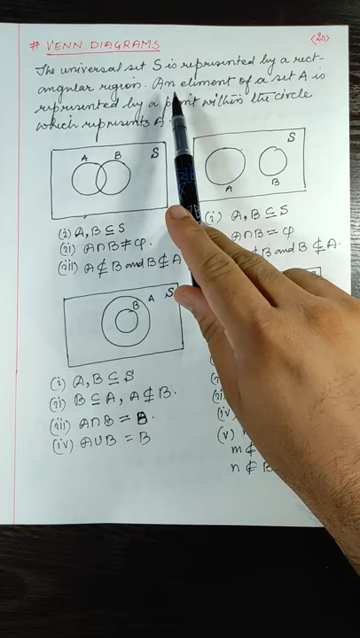 # VENN DIAGRAMS
(20)
The universal set S is represented by a rect-
angular region. An element of a set A is
represented by a point within the circle
which represents A
A B S
(i) A, B ⊆ S
(ii) A∩B ≠ φ.
(iii) A ⊄ B and B ⊄ A
S
A B
(i) A, B ⊆ S
A∩B = φ
B and B ⊄ A.
B A S
(i) A, B ⊆ S
(ii) B ⊆ A, A ⊄ B.
(iii) A∩B = B.
(iv) A∪B = B
(v)
m
n ∉ B